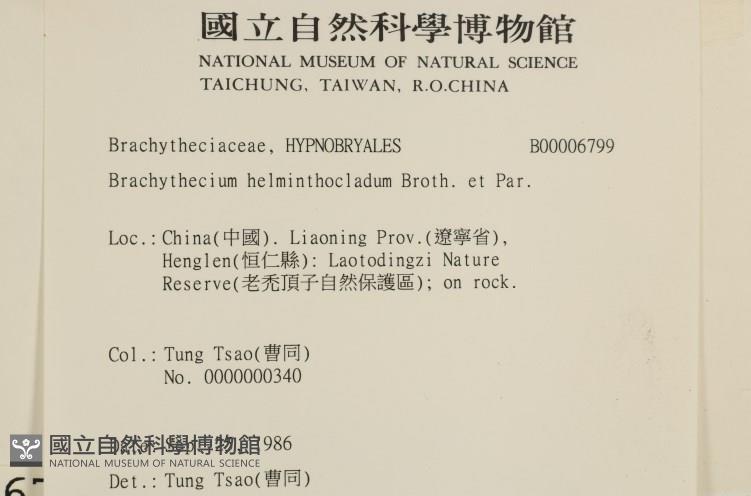 國立自然科學博物館
NATIONAL MUSEUM OF NATURAL SCIENCE
TAICHUNG, TAIWAN, R.O.CHINA
Brachytheciaceae, HYPNOBRYALES B00006799
Brachythecium helminthocladum Broth. et Par.
Loc.: China(中國). Liaoning Prov.(遼寧省),
Henglen(恒仁縣): Laotodingzi Nature
Reserve(老禿頂子自然保護區); on rock.
Col.: Tung Tsao(曹同)
No. 0000000340
1986
國立自然科學博物館
NATIONAL MUSEUM OF NATURAL SCIENCE
Det.: Tung Tsao(曹同)